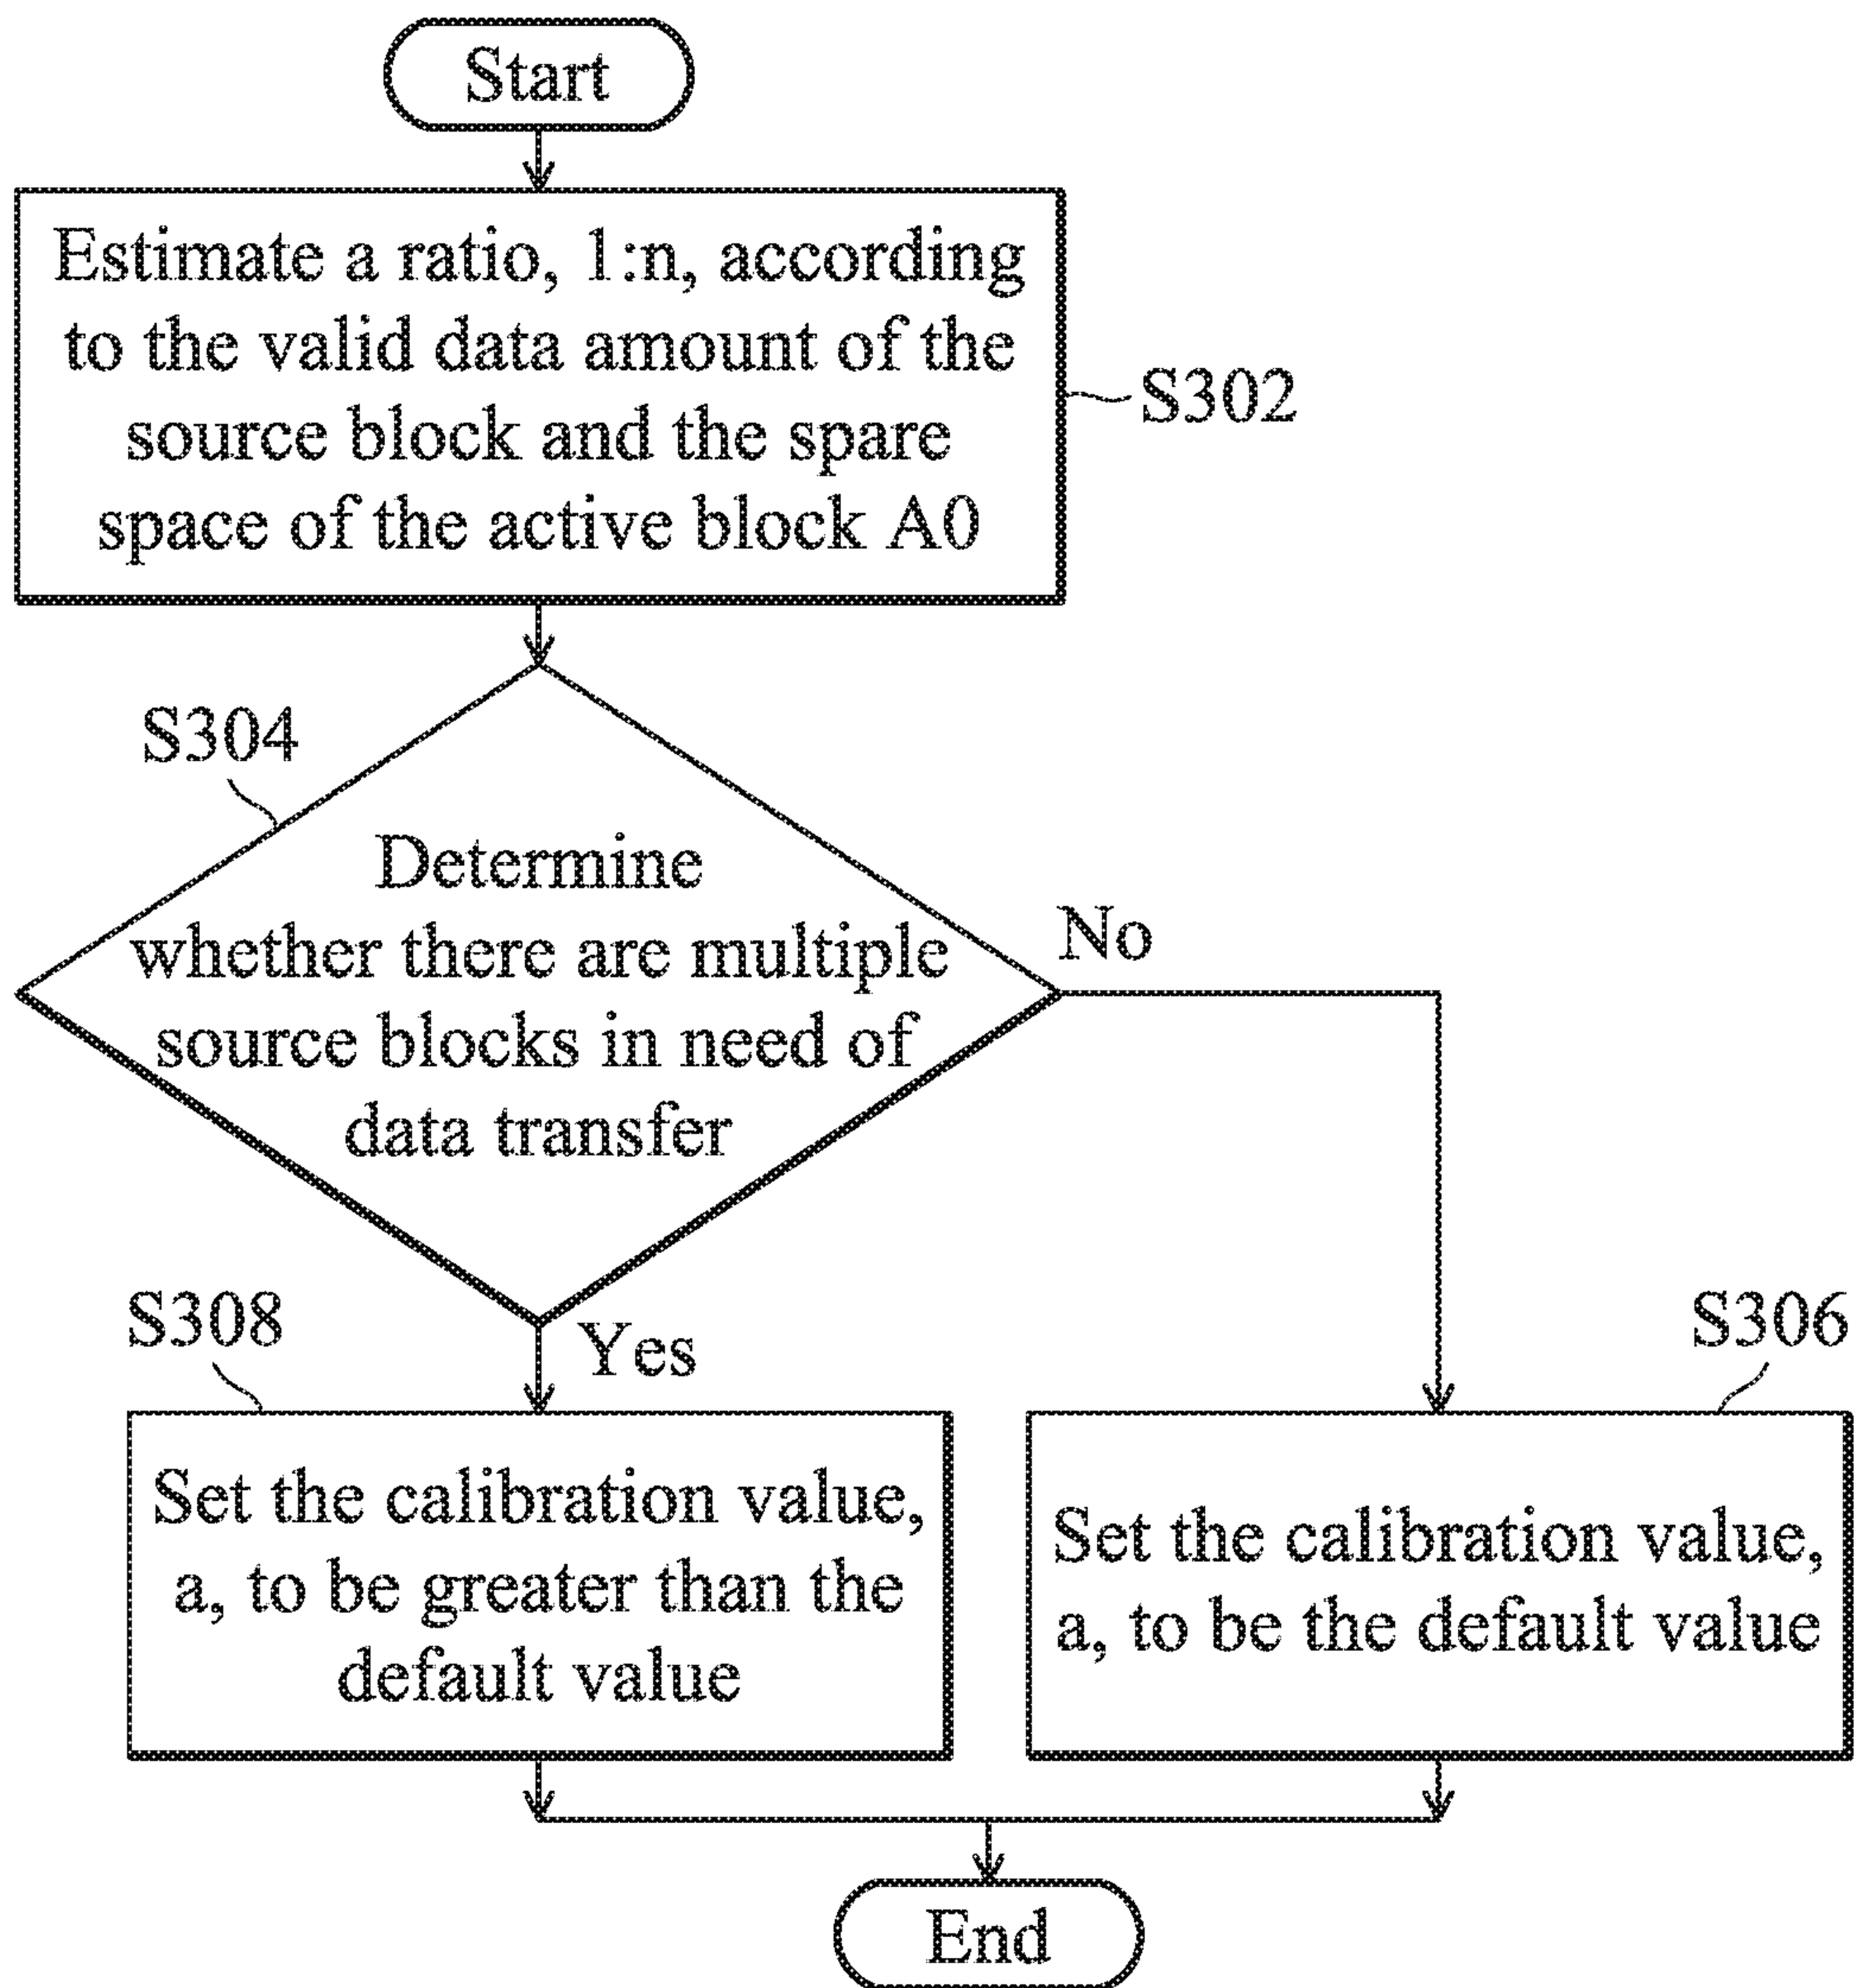 Start
Estimate a ratio, 1:n, according
to the valid data amount of the
source block and the spare
space of the active block A0
S302
S304
Determine
whether there are multiple
source blocks in need of
data transfer
No
Yes
S308
Set the calibration value,
a, to be greater than the
default value
S306
Set the calibration value,
a, to be the default value
End